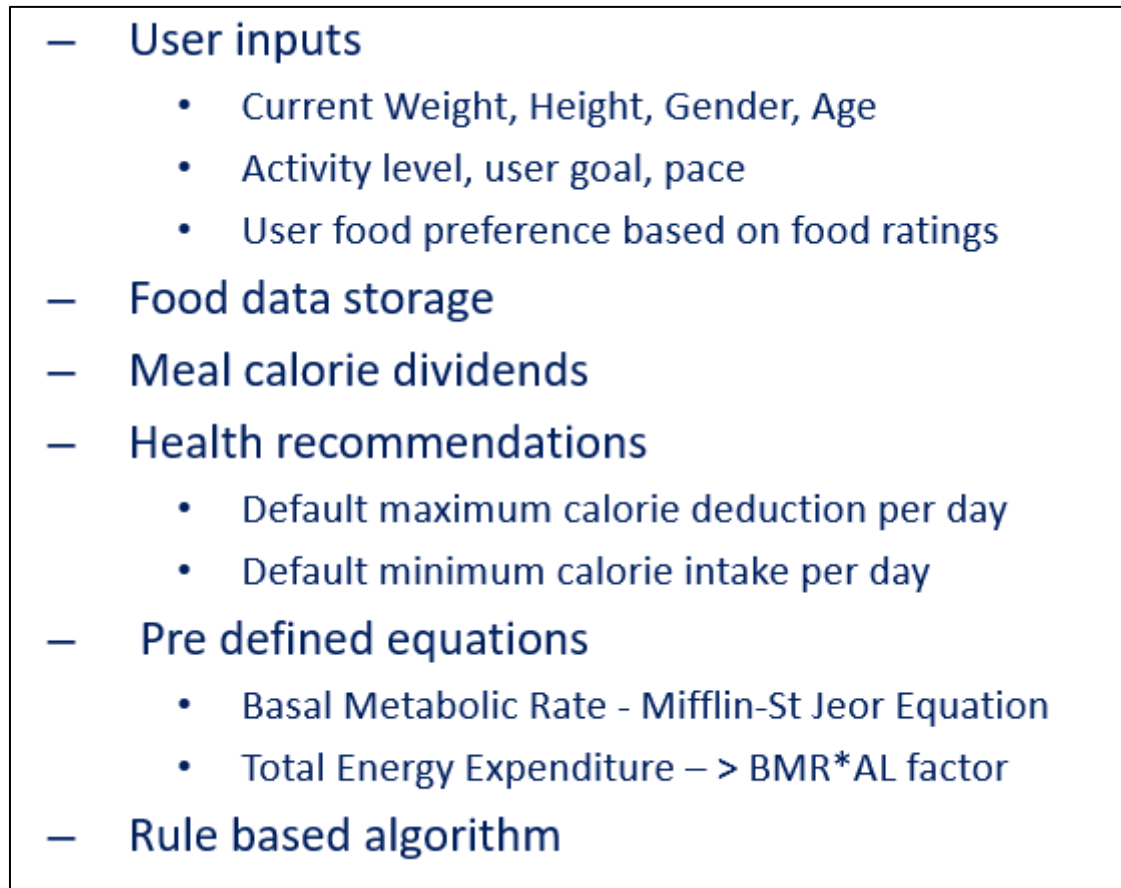 – User inputs
• Current Weight, Height, Gender, Age
• Activity level, user goal, pace
• User food preference based on food ratings
– Food data storage
– Meal calorie dividends
– Health recommendations
• Default maximum calorie deduction per day
• Default minimum calorie intake per day
– Pre defined equations
• Basal Metabolic Rate - Mifflin-St Jeor Equation
• Total Energy Expenditure – > BMR*AL factor
– Rule based algorithm